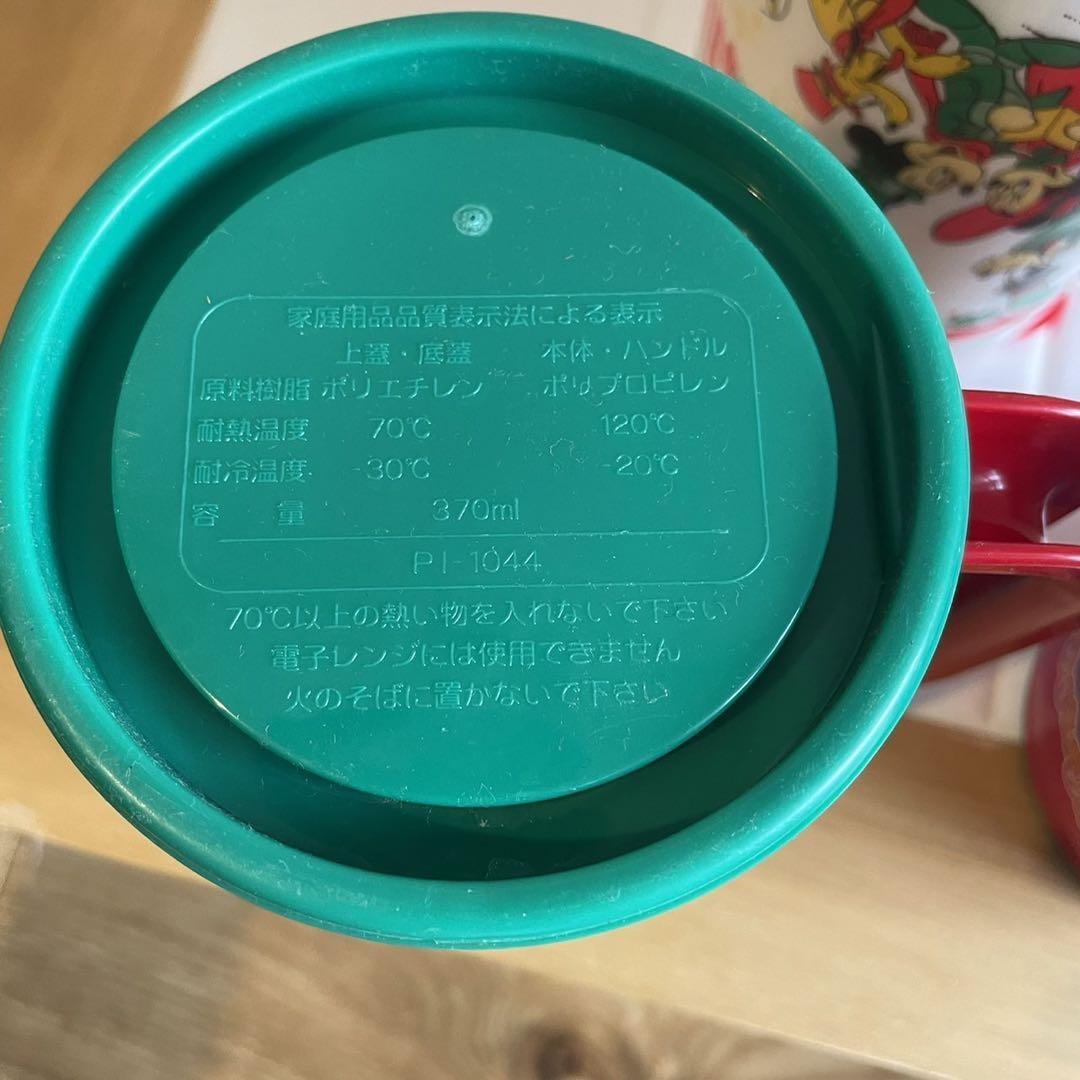 家庭用品品質表示法による表示
上蓋・底蓋 本体・ハンドル
原料樹脂 ポリエチレン ポリプロピレン
耐熱温度 70℃ 120℃
耐冷温度 -30℃ -20℃
容 量 370ml
PI-1044
70℃以上の熱い物を入れないで下さい
電子レンジには使用できません
火のそばに置かないで下さい